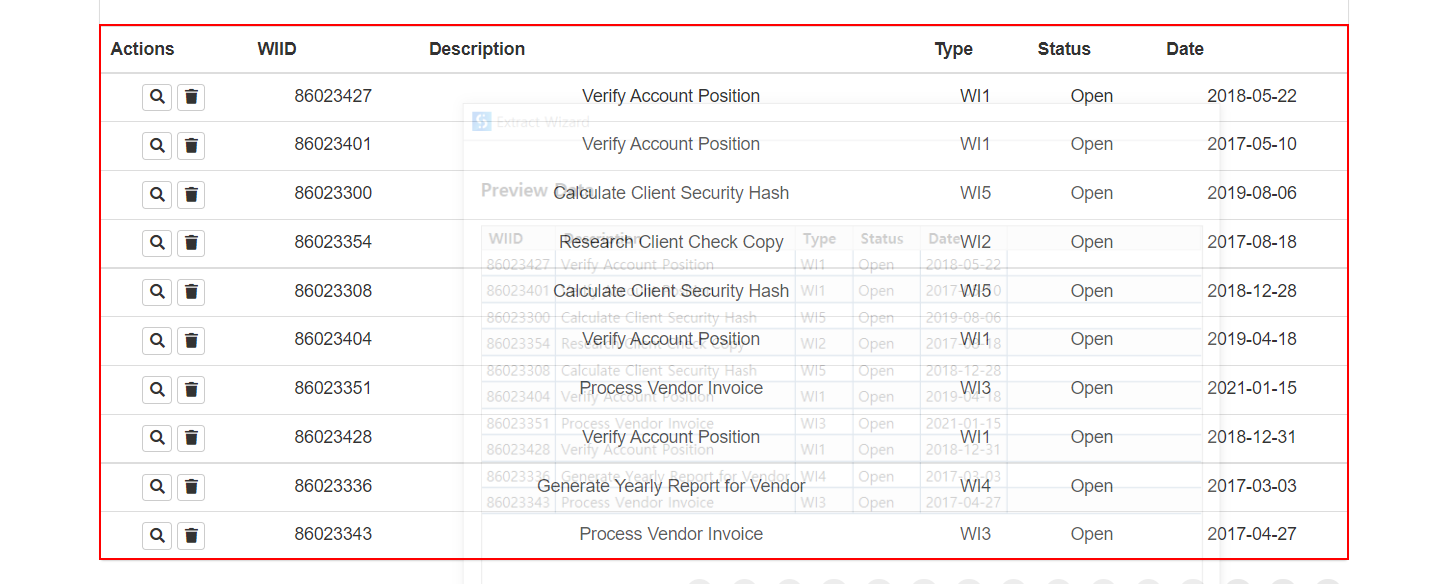 Actions WIID Description Type Status Date
86023427 Verify Account Position WI1 Open 2018-05-22
86023401 Verify Account Position WI1 Open 2017-05-10
86023300 Calculate Client Security Hash WI5 Open 2019-08-06
86023354 Research Client Check Copy WI2 Open 2017-08-18
86023308 Calculate Client Security Hash WI5 Open 2018-12-28
86023404 Verify Account Position WI1 Open 2019-04-18
86023351 Process Vendor Invoice WI3 Open 2021-01-15
86023428 Verify Account Position WI1 Open 2018-12-31
86023336 Generate Yearly Report for Vendor WI4 Open 2017-03-03
86023343 Process Vendor Invoice WI3 Open 2017-04-27
Extract Wizard
Preview Data
WIID Description Type Status Date
86023427 Verify Account Position WI1 Open 2018-05-22
86023401 Verify Account Position WI1 Open 2017-05-10
86023300 Calculate Client Security Hash WI5 Open 2019-08-06
86023354 Research Client Check Copy WI2 Open 2017-08-18
86023308 Calculate Client Security Hash WI5 Open 2018-12-28
86023404 Verify Account Position WI1 Open 2019-04-18
86023351 Process Vendor Invoice WI3 Open 2021-01-15
86023428 Verify Account Position WI1 Open 2018-12-31
86023336 Generate Yearly Report for Vendor WI4 Open 2017-03-03
86023343 Process Vendor Invoice WI3 Open 2017-04-27